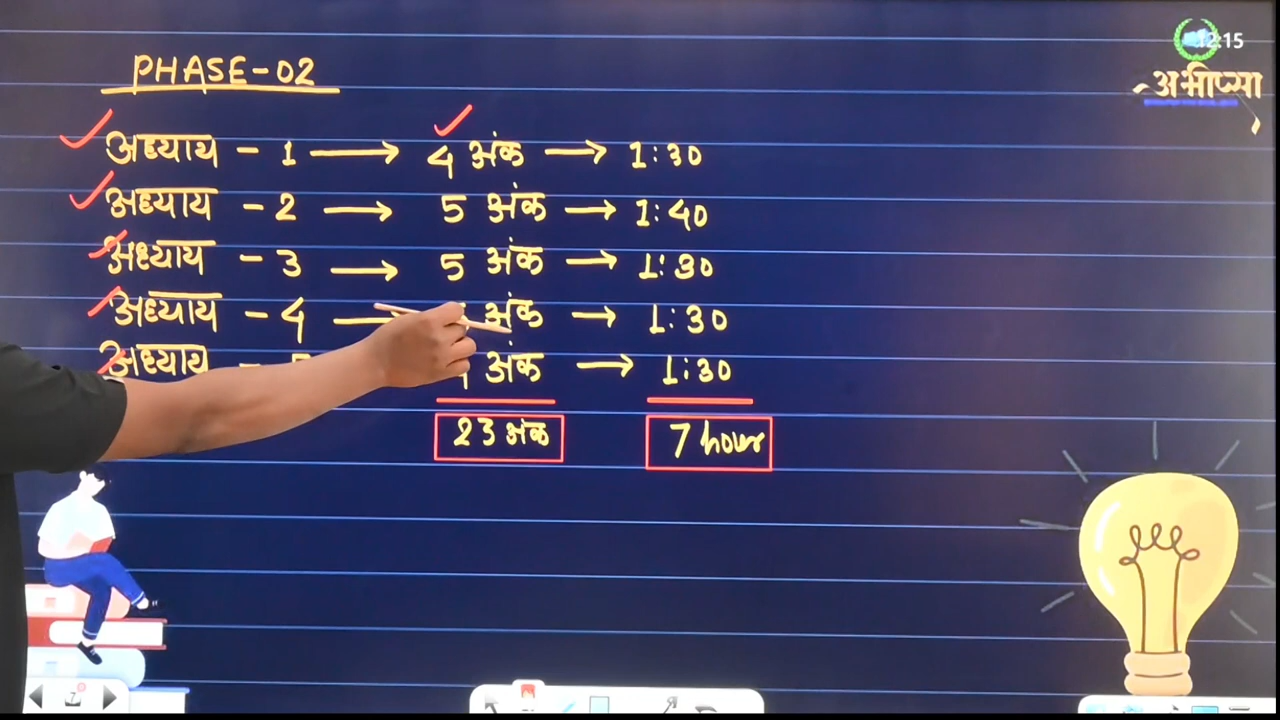 12:15
अभीप्सा
PHASE-02
अध्याय - 1 → 4 अंक → 1:30
अध्याय - 2 → 5 अंक → 1:40
अध्याय - 3 → 5 अंक → 1:30
अध्याय - 4 → अंक → 1:30
अध्याय - अंक → 1:30
23 अंक 7 hour
7